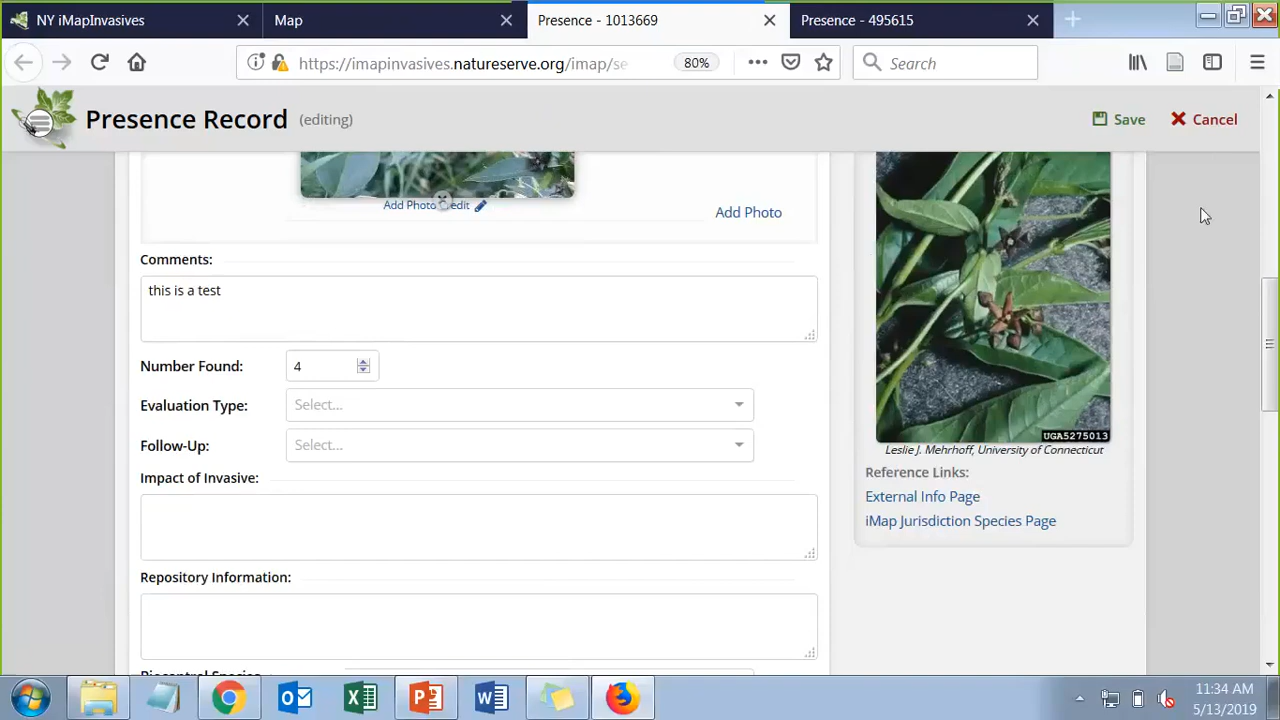 NY iMapInvasives
Map
Presence - 1013669
Presence - 495615
https://imapinvasives.natureserve.org/imap/se
80%
Search
Presence Record (editing)
Save
Cancel
Add Photo Credit
Add Photo
Comments:
this is a test
Number Found: 4
Evaluation Type: Select...
Follow-Up: Select...
Impact of Invasive:
Repository Information:
Biocontrol Species
UGA5275013
Leslie J. Mehrhoff, University of Connecticut
Reference Links:
External Info Page
iMap Jurisdiction Species Page
11:34 AM
5/13/2019